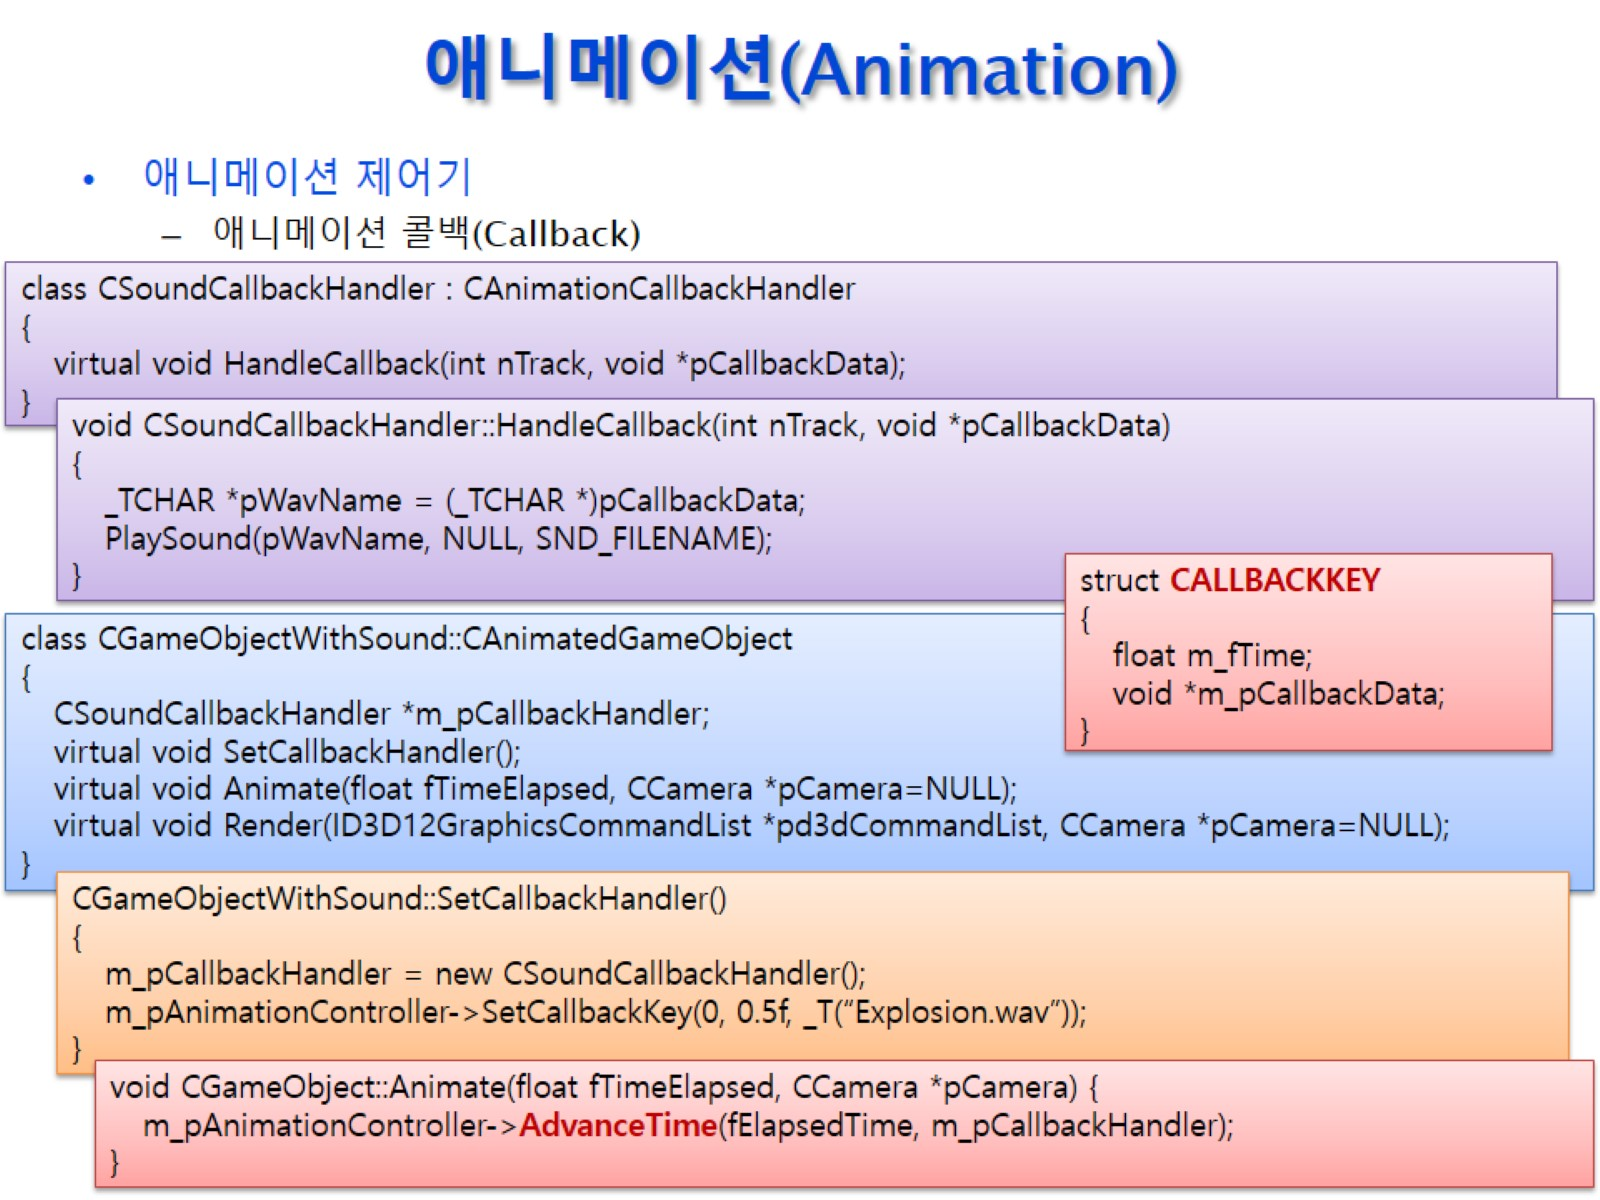 애니메이션(Animation)
• 애니메이션 제어기
– 애니메이션 콜백(Callback)
class CSoundCallbackHandler : CAnimationCallbackHandler
{
virtual void HandleCallback(int nTrack, void *pCallbackData);
}
void CSoundCallbackHandler::HandleCallback(int nTrack, void *pCallbackData)
{
_TCHAR *pWavName = (_TCHAR *)pCallbackData;
PlaySound(pWavName, NULL, SND_FILENAME);
}
struct CALLBACKKEY
{
float m_fTime;
void *m_pCallbackData;
}
class CGameObjectWithSound::CAnimatedGameObject
{
CSoundCallbackHandler *m_pCallbackHandler;
virtual void SetCallbackHandler();
virtual void Animate(float fTimeElapsed, CCamera *pCamera=NULL);
virtual void Render(ID3D12GraphicsCommandList *pd3dCommandList, CCamera *pCamera=NULL);
}
CGameObjectWithSound::SetCallbackHandler()
{
m_pCallbackHandler = new CSoundCallbackHandler();
m_pAnimationController->SetCallbackKey(0, 0.5f, _T(“Explosion.wav”));
}
void CGameObject::Animate(float fTimeElapsed, CCamera *pCamera) {
m_pAnimationController->AdvanceTime(fElapsedTime, m_pCallbackHandler);
}